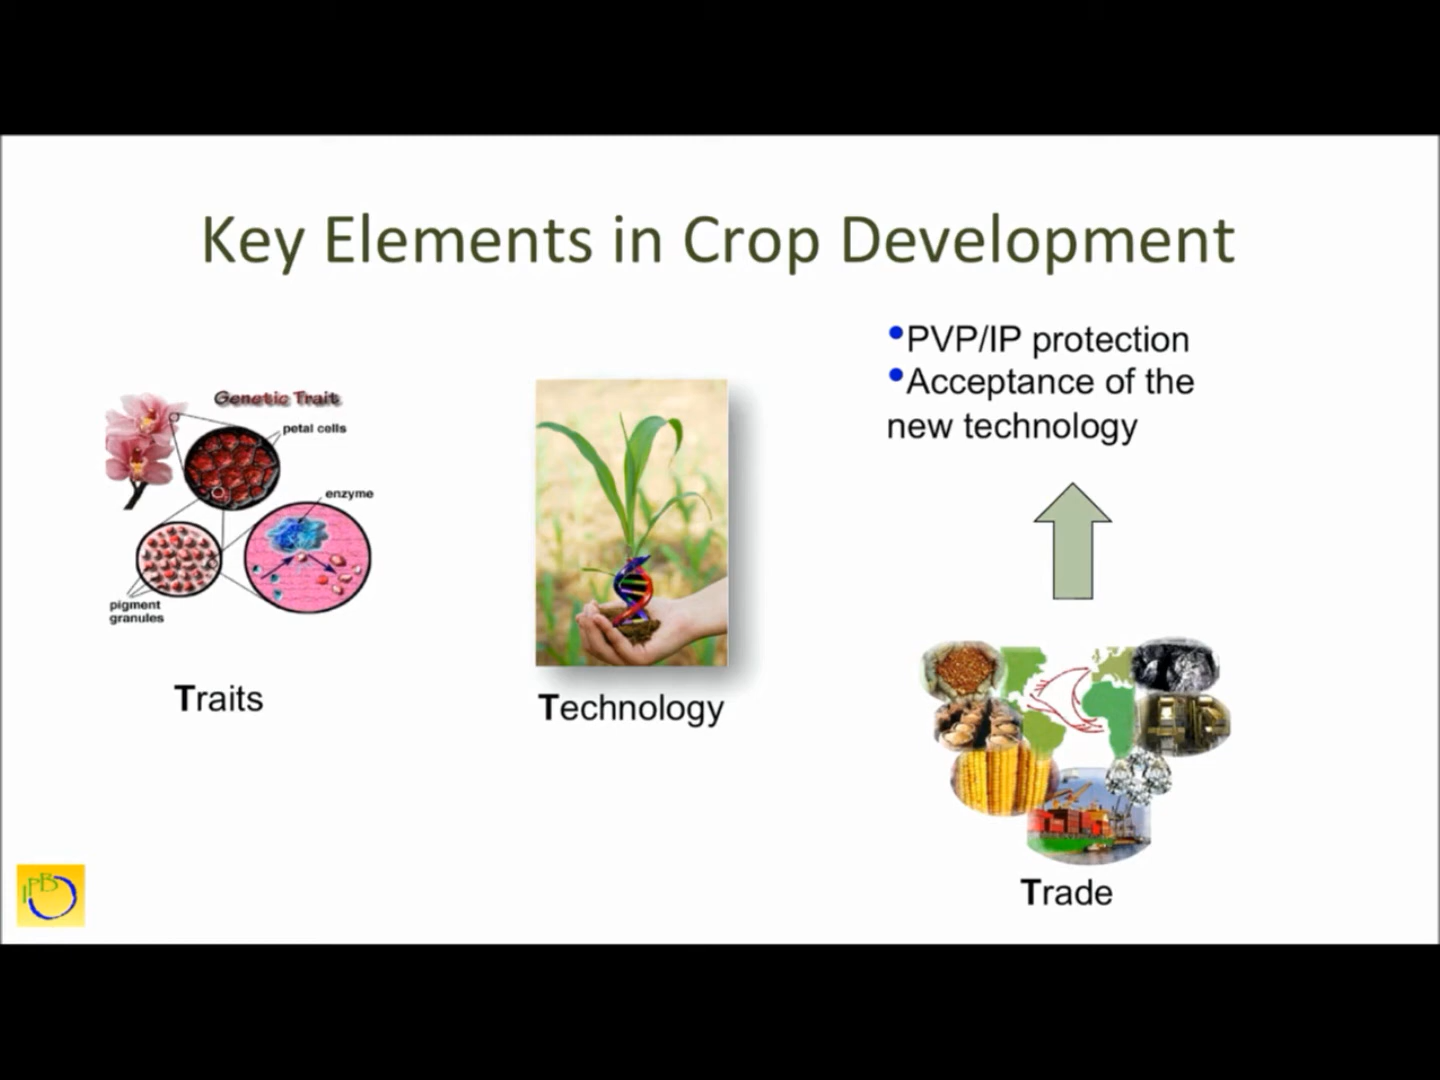 Key Elements in Crop Development
•PVP/IP protection
•Acceptance of the
new technology
Genetic Trait
petal cells
enzyme
pigment
granules
Traits
Technology
Trade
IPB